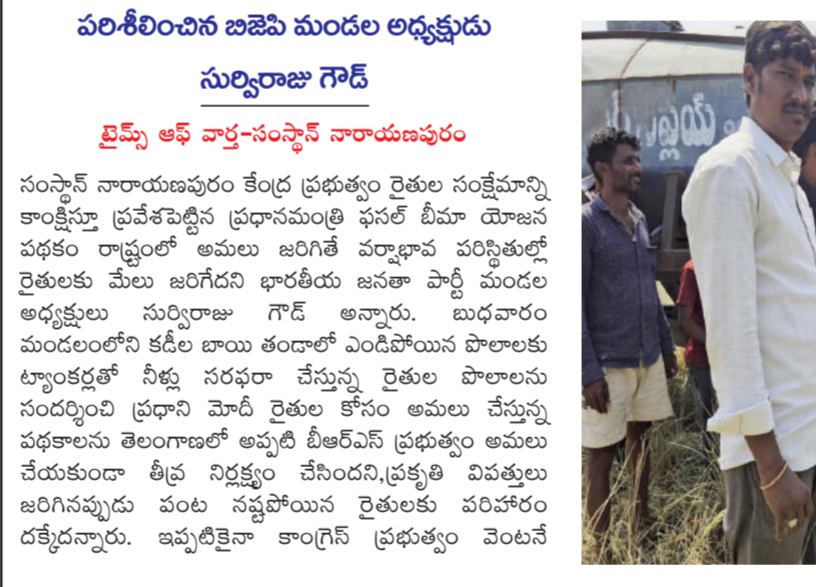 పరిశీలించిన బిజెపి మండల అధ్యక్షుడు
సుర్విరాజు గౌడ్
టైమ్స్ ఆఫ్ వార్త-సంస్థాన్ నారాయణపురం
సంస్థాన్ నారాయణపురం కేంద్ర ప్రభుత్వం రైతుల సంక్షేమాన్ని
కాంక్షిస్తూ ప్రవేశపెట్టిన ప్రధానమంత్రి ఫసల్ బీమా యోజన
పథకం రాష్ట్రంలో అమలు జరిగితే వర్షాభావ పరిస్థితుల్లో
రైతులకు మేలు జరిగేదని భారతీయ జనతా పార్టీ మండల
అధ్యక్షులు సుర్విరాజు గౌడ్ అన్నారు. బుధవారం
మండలంలోని కడీల బాయి తండాలో ఎండిపోయిన పొలాలకు
ట్యాంకర్లతో నీళ్లు సరఫరా చేస్తున్న రైతుల పొలాలను
సందర్శించి ప్రధాని మోదీ రైతుల కోసం అమలు చేస్తున్న
పథకాలను తెలంగాణలో అప్పటి బీఆర్ఎస్ ప్రభుత్వం అమలు
చేయకుండా తీవ్ర నిర్లక్ష్యం చేసిందని,ప్రకృతి విపత్తులు
జరిగినప్పుడు పంట నష్టపోయిన రైతులకు పరిహారం
దక్కేదన్నారు. ఇప్పటికైనా కాంగ్రెస్ ప్రభుత్వం వెంటనే